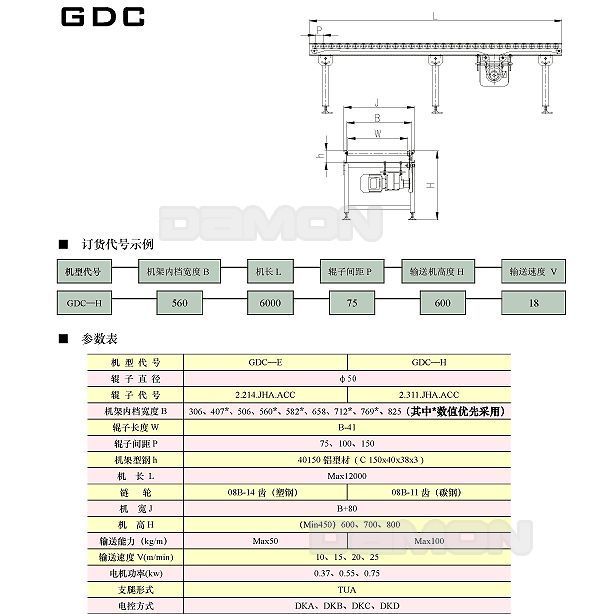 GDC
L
P
J
B
W
h
H
DAMON
■ 订货代号示例
机型代号 机架内档宽度 B 机长 L 辊子间距 P 输送机高度 H 输送速度 V
GDC—H 560 6000 75 600 18
■ 参数表
机 型 代 号 GDC—E GDC—H
辊 子 直 径 φ50
辊 子 代 号 2.214.JHA.ACC 2.311.JHA.ACC
机架内档宽度 B 306、407*、506、560*、582*、658、712*、769*、825（其中*数值优先采用）
辊子长度 W B-41
辊子间距 P 75、100、150
机架塑钢 h 40150 铝型材（ C 150x40x38x3 ）
机 长 L Max12000
链 轮 08B-14 齿 (塑钢) 08B-11 齿 (碳钢)
机 宽 J B+80
机 高 H （Min450）600、700、800
输送能力 (kg/m) Max50 Max100
输送速度 V(m/min) 10、15、20、25
电机功率(kw) 0.37、0.55、0.75
支腿形式 TUA
电控方式 DKA、DKB、DKC、DKD
DAMON